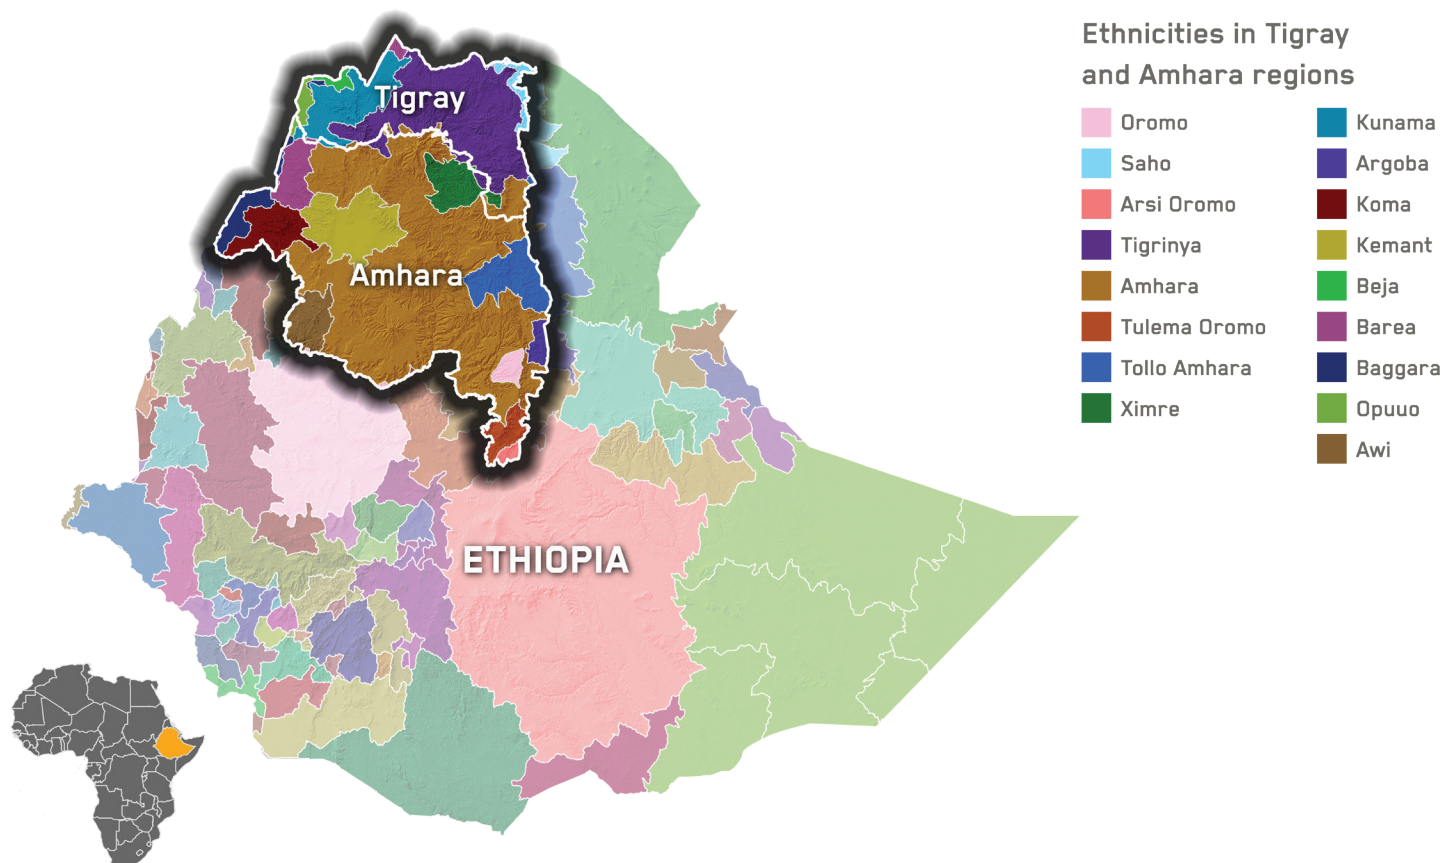 Ethnicities in Tigray
and Amhara regions
Oromo
Saho
Arsi Oromo
Tigrinya
Amhara
Tulema Oromo
Tollo Amhara
Ximre
Kunama
Argoba
Koma
Kemant
Beja
Barea
Baggara
Opuuo
Awi
Tigray
Amhara
ETHIOPIA